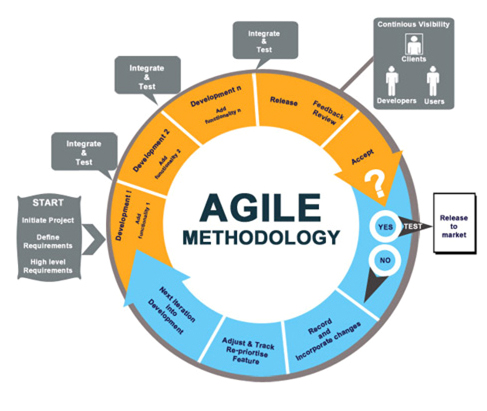 Continious Visibility
Clients
Developers
Users
Integrate
&
Test
Integrate
&
Test
Integrate
&
Test
START
Initiate Project
Define
Requirements
High level
Requirements
Development 1
Add
functionality 1
Development 2
Add
functionality 2
Development n
Add
functionality n
Release
Feedback
Review
Accept
?
YES
TEST
Release
to
market
NO
Record
and
Incorporate changes
Adjust & Track
Re-prioritise
Feature
Next Iteration
into
Development
AGILE
METHODOLOGY